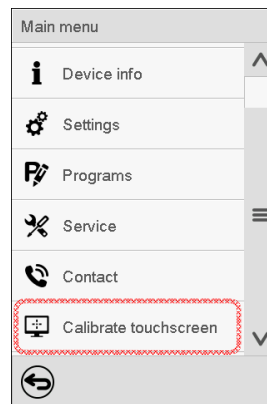 Main menu
Device info
Settings
Programs
Service
Contact
Calibrate touchscreen